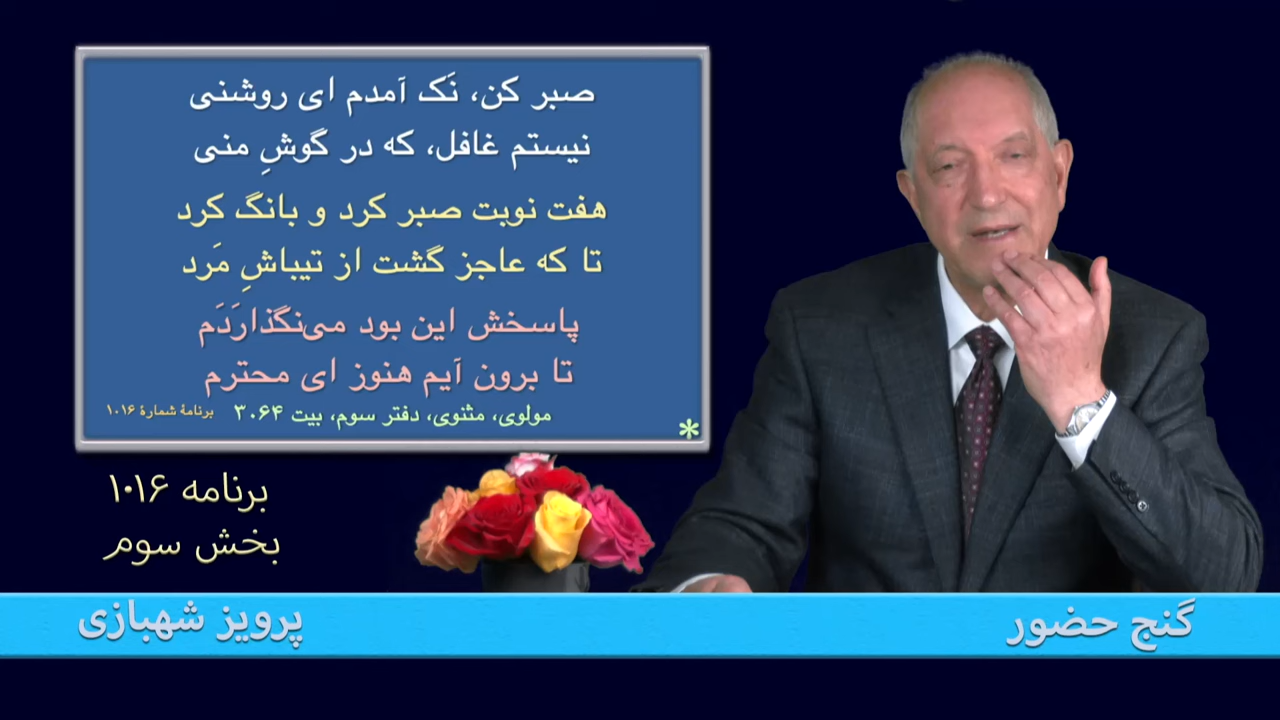 صبر کن، نَک آمدم ای روشنی
نیستم غافل، که در گوشِ منی
هفت نوبت صبر کرد و بانگ کرد
تا که عاجز گشت از تیباشِ مَرد
پاسخش این بود می‌نگذارَدَم
تا برون آیم هنوز ای محترم
مولوی، مثنوی، دفتر سوم، بیت ۳۰۶۴
برنامهٔ شمارهٔ ۱۰۱۶
*
برنامه ۱۰۱۶
بخش سوم
گنج حضور
پرویز شهبازی